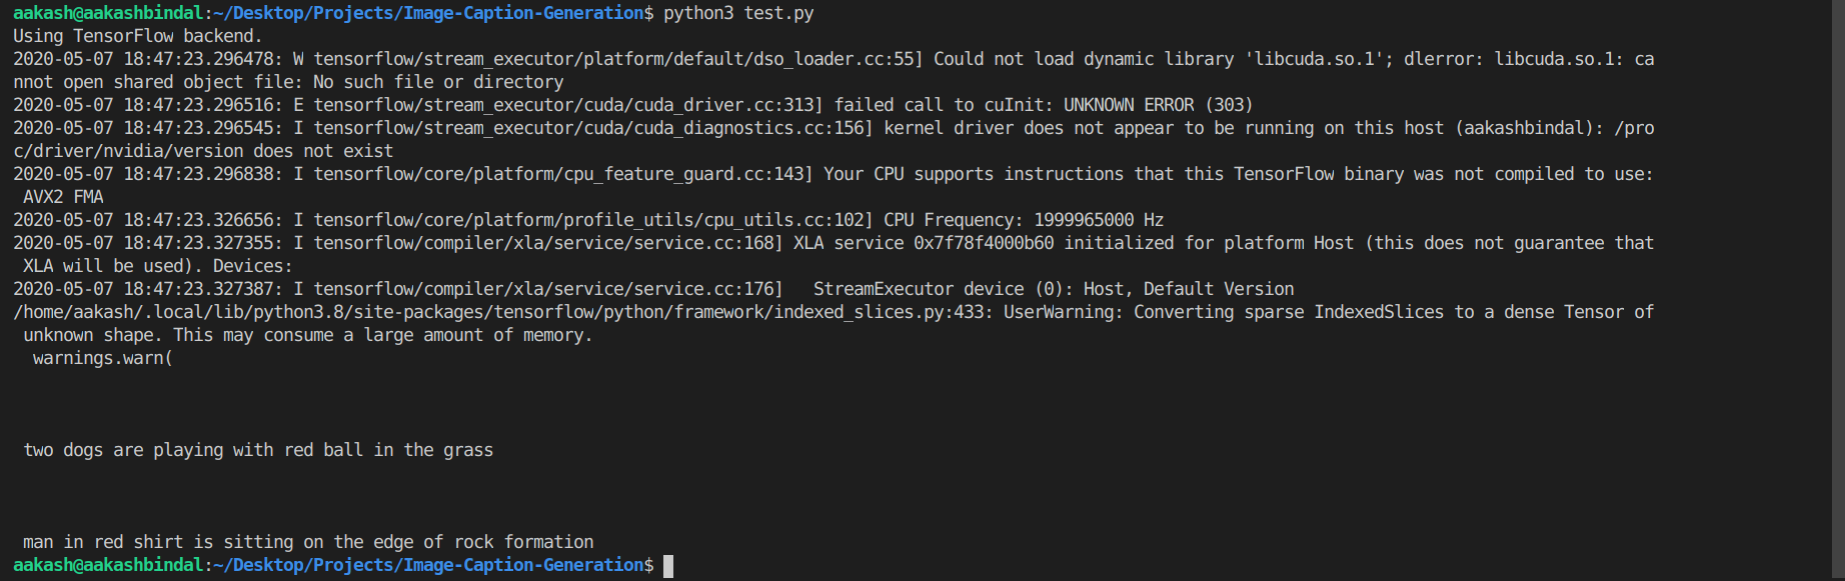 aakash@aakashbindal:~/Desktop/Projects/Image-Caption-Generation$ python3 test.py
Using TensorFlow backend.
2020-05-07 18:47:23.296478: W tensorflow/stream_executor/platform/default/dso_loader.cc:55] Could not load dynamic library 'libcuda.so.1'; dlerror: libcuda.so.1: ca
nnot open shared object file: No such file or directory
2020-05-07 18:47:23.296516: E tensorflow/stream_executor/cuda/cuda_driver.cc:313] failed call to cuInit: UNKNOWN ERROR (303)
2020-05-07 18:47:23.296545: I tensorflow/stream_executor/cuda/cuda_diagnostics.cc:156] kernel driver does not appear to be running on this host (aakashbindal): /pro
c/driver/nvidia/version does not exist
2020-05-07 18:47:23.296838: I tensorflow/core/platform/cpu_feature_guard.cc:143] Your CPU supports instructions that this TensorFlow binary was not compiled to use:
 AVX2 FMA
2020-05-07 18:47:23.326656: I tensorflow/core/platform/profile_utils/cpu_utils.cc:102] CPU Frequency: 1999965000 Hz
2020-05-07 18:47:23.327355: I tensorflow/compiler/xla/service/service.cc:168] XLA service 0x7f78f4000b60 initialized for platform Host (this does not guarantee that
 XLA will be used). Devices:
2020-05-07 18:47:23.327387: I tensorflow/compiler/xla/service/service.cc:176]   StreamExecutor device (0): Host, Default Version
/home/aakash/.local/lib/python3.8/site-packages/tensorflow/python/framework/indexed_slices.py:433: UserWarning: Converting sparse IndexedSlices to a dense Tensor of
 unknown shape. This may consume a large amount of memory.
  warnings.warn(
 two dogs are playing with red ball in the grass
 man in red shirt is sitting on the edge of rock formation
aakash@aakashbindal:~/Desktop/Projects/Image-Caption-Generation$